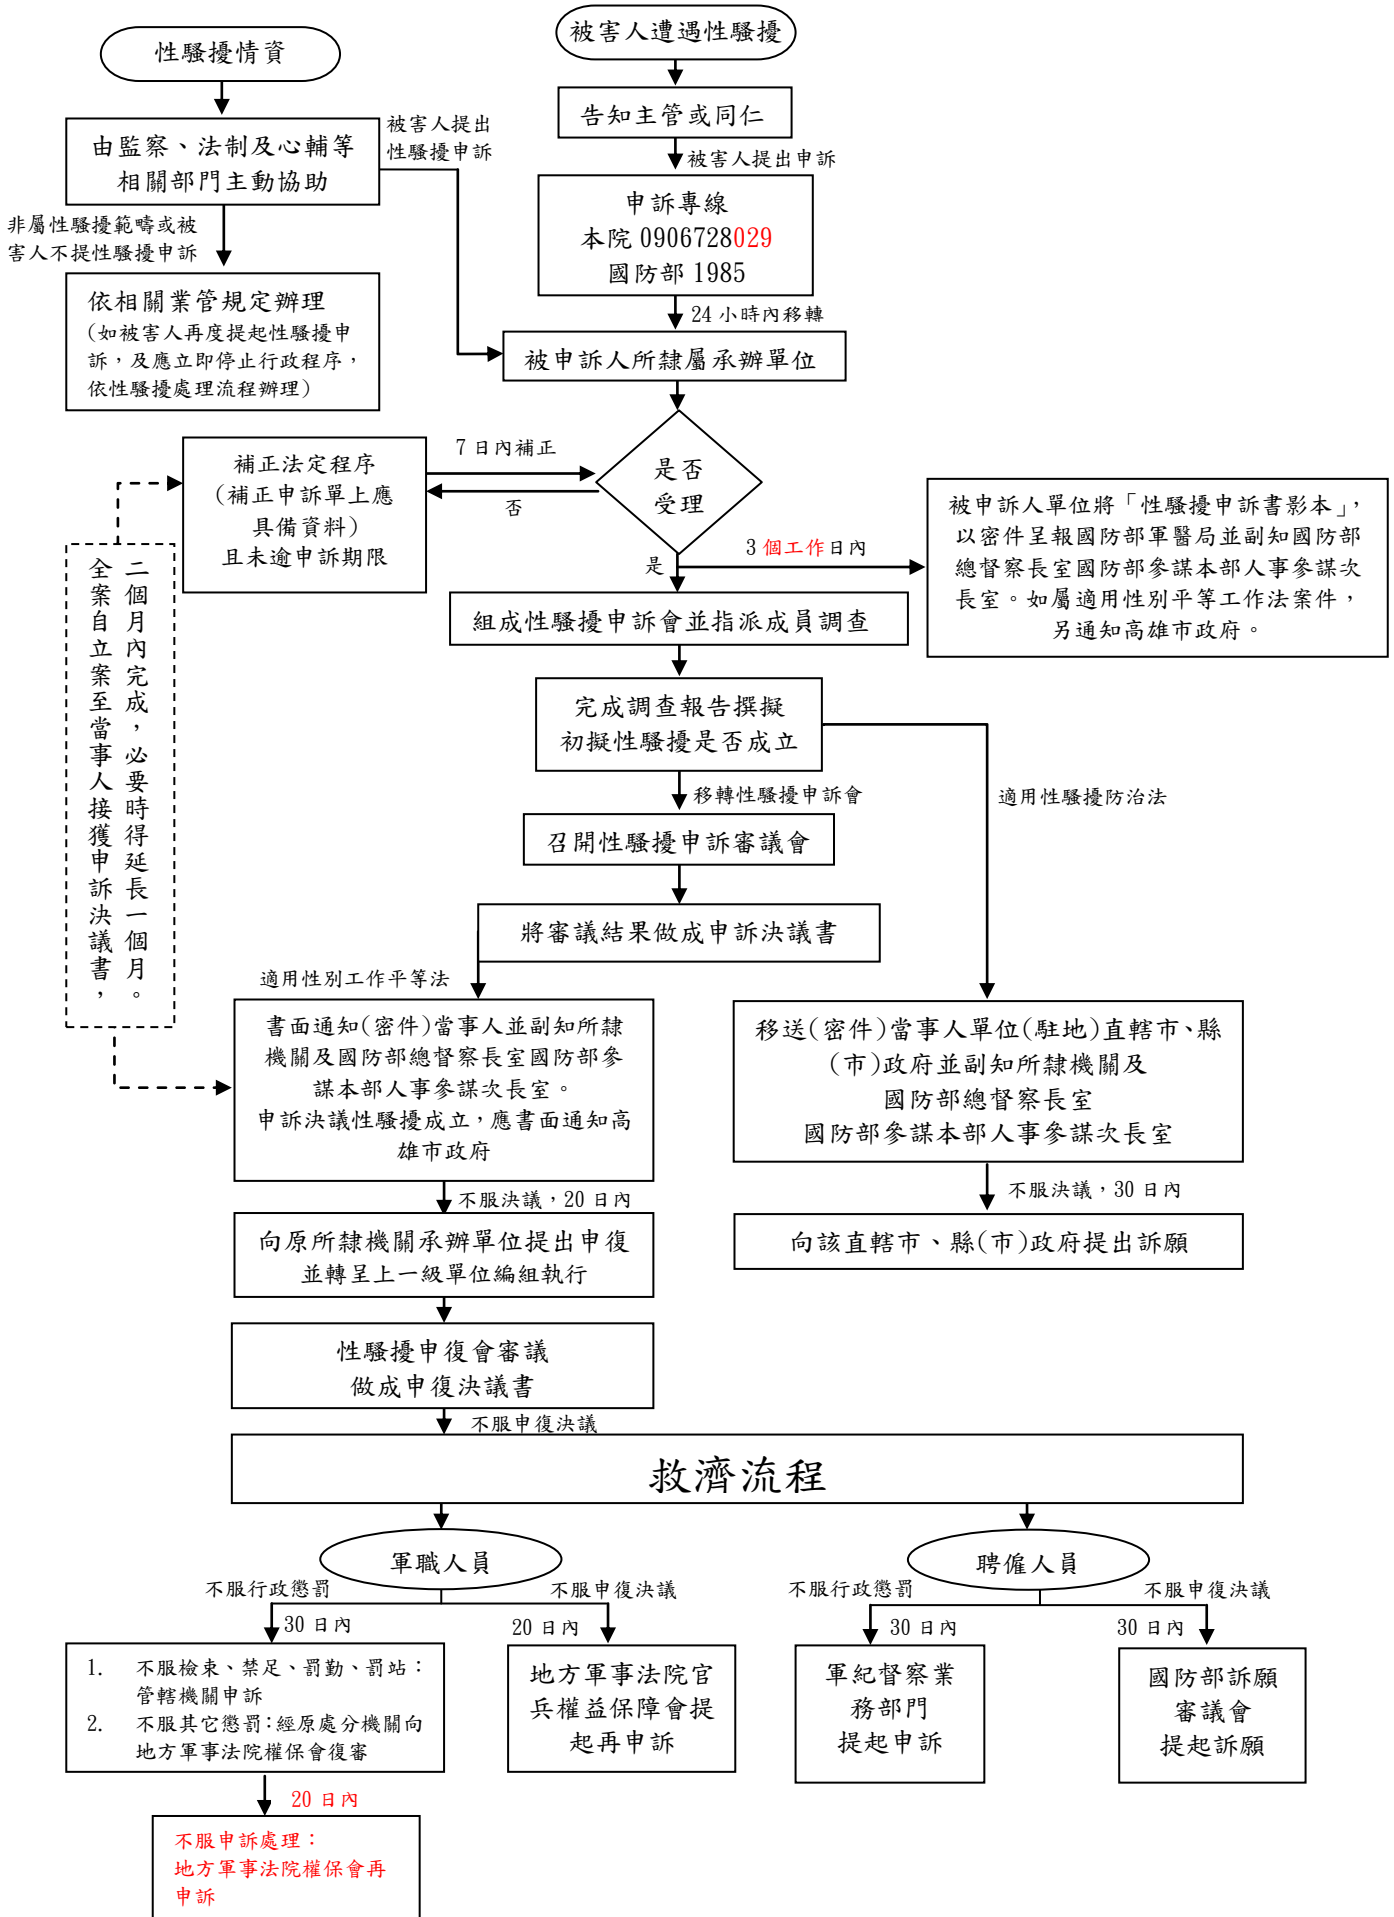 性騷擾情資
被害人遭遇性騷擾
告知主管或同仁
由監察、法制及心輔等
相關部門主動協助
被害人提出
性騷擾申訴
被害人提出申訴
申訴專線
本院 0906728029
國防部 1985
非屬性騷擾範疇或被
害人不提性騷擾申訴
依相關業管規定辦理
(如被害人再度提起性騷擾申
訴，及應立即停止行政程序，
依性騷擾處理流程辦理)
24 小時內移轉
被申訴人所隸屬承辦單位
是否
受理
7 日內補正
否
補正法定程序
(補正申訴單上應
具備資料)
且未逾申訴期限
是
3 個工作日內
被申訴人單位將「性騷擾申訴書影本」，
以密件呈報國防部軍醫局並副知國防部
總督察長室國防部參謀本部人事參謀次
長室。如屬適用性別平等工作法案件，
另通知高雄市政府。
全案自立案至當事人接獲申訴決議書，
二個月內完成，必要時得延長一個月。
組成性騷擾申訴會並指派成員調查
完成調查報告撰擬
初擬性騷擾是否成立
移轉性騷擾申訴會
適用性騷擾防治法
召開性騷擾申訴審議會
將審議結果做成申訴決議書
適用性別工作平等法
書面通知(密件)當事人並副知所隸
機關及國防部總督察長室國防部參
謀本部人事參謀次長室。
申訴決議性騷擾成立，應書面通知高
雄市政府
移送(密件)當事人單位(駐地)直轄市、縣
(市)政府並副知所隸機關及
國防部總督察長室
國防部參謀本部人事參謀次長室
不服決議，20 日內
不服決議，30 日內
向原所隸機關承辦單位提出申復
並轉呈上一級單位編組執行
向該直轄市、縣(市)政府提出訴願
性騷擾申復會審議
做成申復決議書
不服申復決議
救濟流程
軍職人員
聘僱人員
不服行政懲罰
不服申復決議
不服行政懲罰
不服申復決議
30 日內
20 日內
30 日內
30 日內
1. 不服檢束、禁足、罰勤、罰站：
管轄機關申訴
2. 不服其它懲罰：經原處分機關向
地方軍事法院權保會復審
地方軍事法院官
兵權益保障會提
起再申訴
軍紀督察業
務部門
提起申訴
國防部訴願
審議會
提起訴願
20 日內
不服申訴處理：
地方軍事法院權保會再
申訴